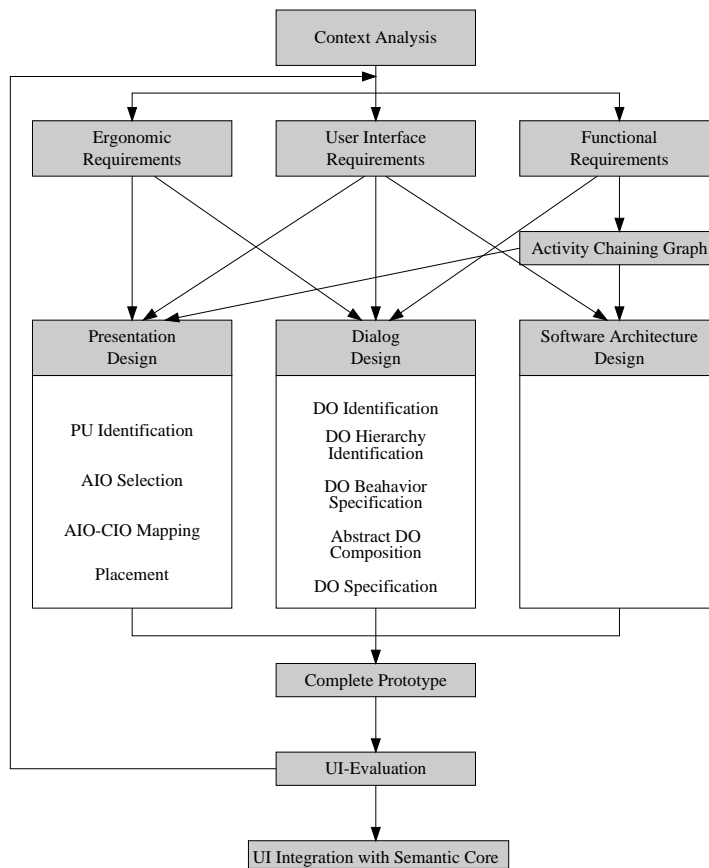 Context Analysis
Ergonomic
Requirements
User Interface
Requirements
Functional
Requirements
Activity Chaining Graph
Presentation
Design
Dialog
Design
Software Architecture
Design
PU Identification
AIO Selection
AIO-CIO Mapping
Placement
DO Identification
DO Hierarchy
Identification
DO Beahavior
Specification
Abstract DO
Composition
DO Specification
Complete Prototype
UI-Evaluation
UI Integration with Semantic Core